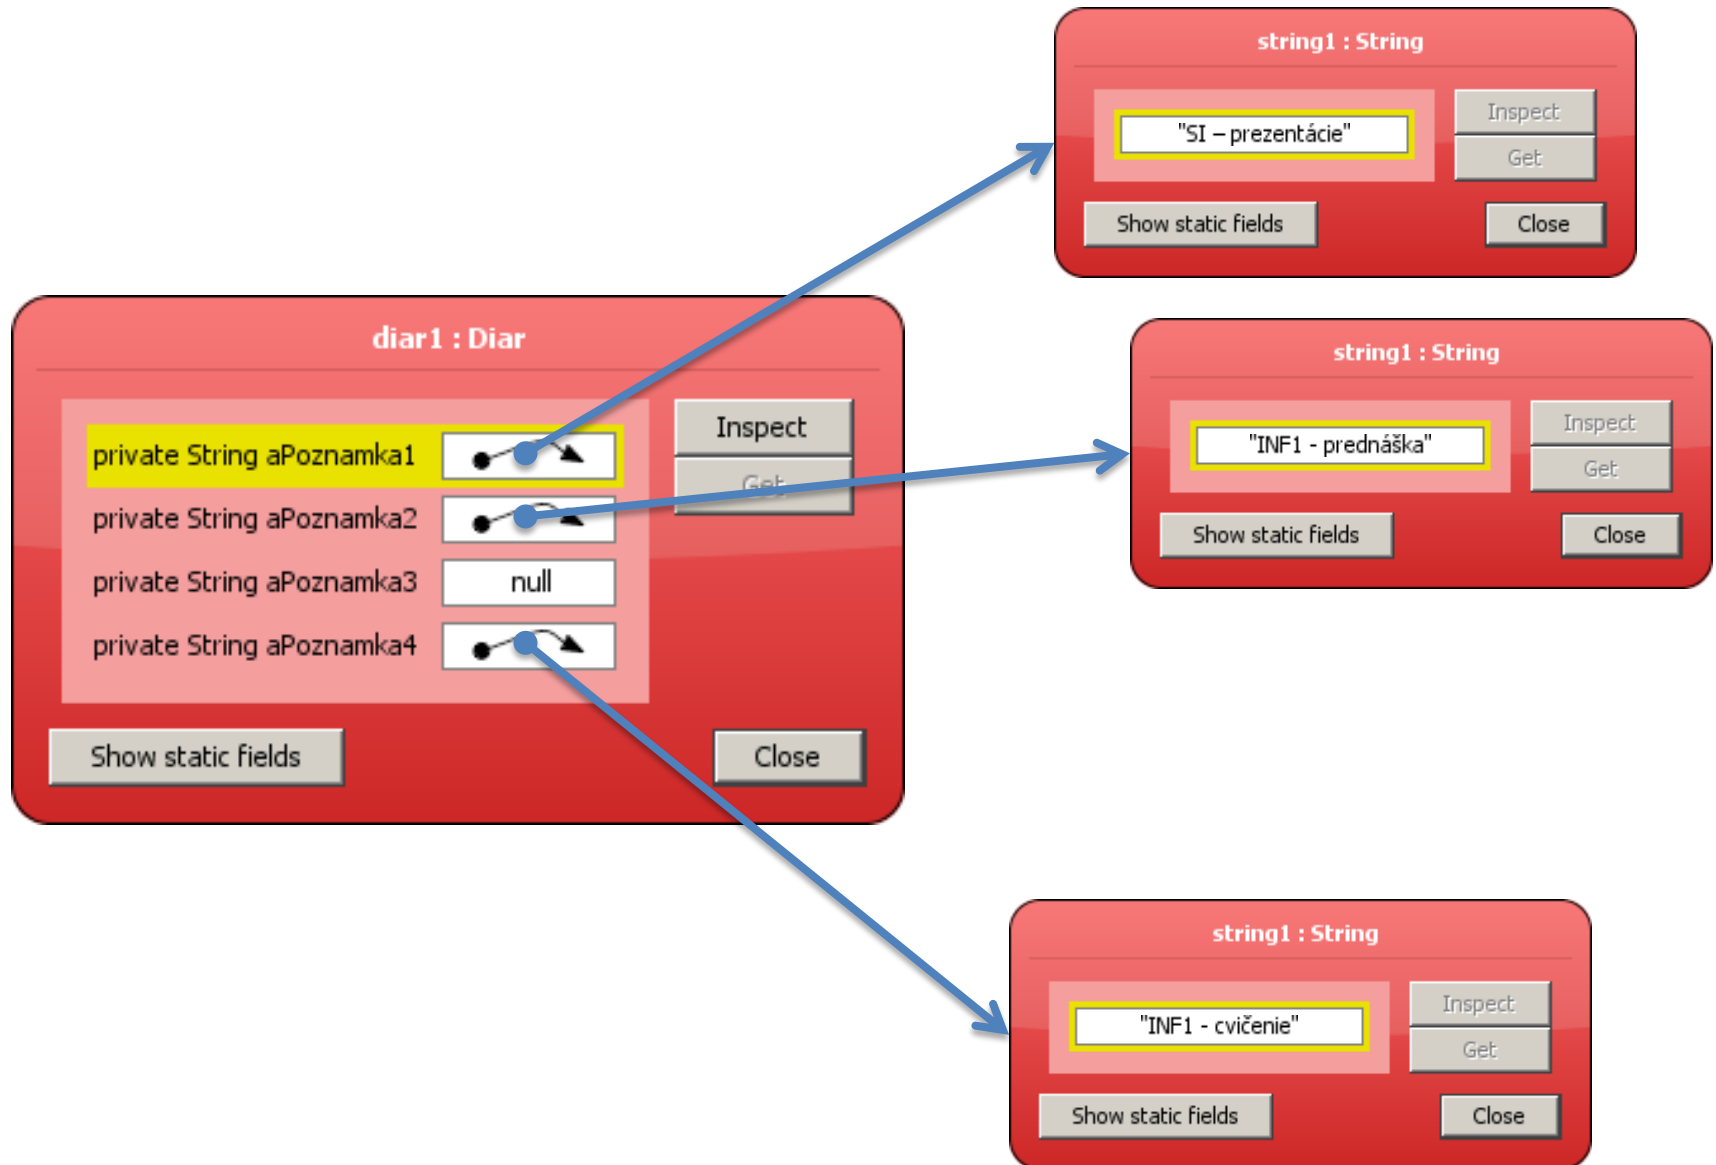 string1 : String
"SI – prezentácie"
Inspect
Get
Show static fields
Close
diar1 : Diar
private String aPoznamka1
Inspect
private String aPoznamka2
Get
private String aPoznamka3
null
private String aPoznamka4
Show static fields
Close
string1 : String
"INF1 - prednáška"
Inspect
Get
Show static fields
Close
string1 : String
"INF1 - cvičenie"
Inspect
Get
Show static fields
Close